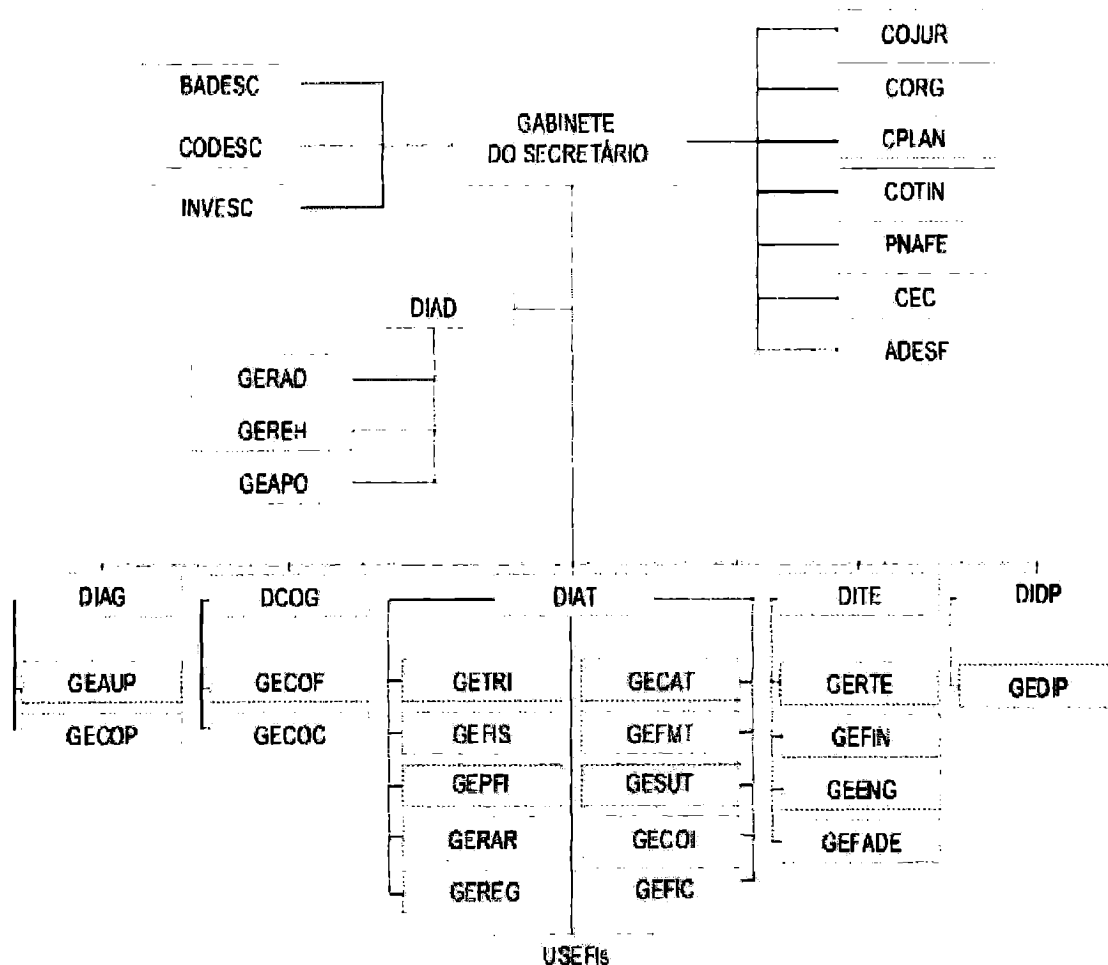 COJUR
BADESC
CORG
GABINETE
DO SECRETÁRIO
CODESC
CPLAN
INVESC
COTIN
PNAFE
DIAD
CEC
ADESF
GERAD
GEREH
GEAPO
DIAG DCOG DIAT DITE DIDP
GEAUP GECOF GETRI GECAT GERTE GEDIP
GECOP GECOC GEFIS GEFMT GEFIN
GEPFI GESUT GEENG
GERAR GECOI GEFADE
GEREG GEFIC
USEFIs